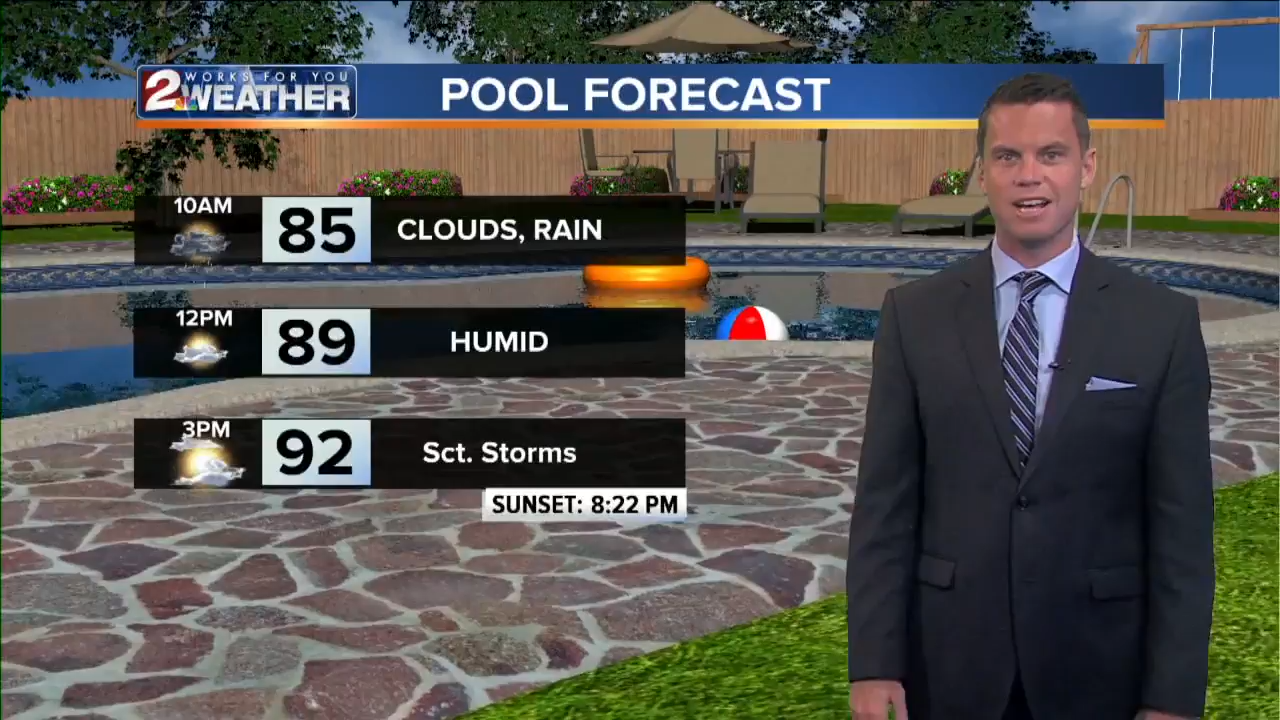 2 WORKS FOR YOU
WEATHER
POOL FORECAST
10AM
85
CLOUDS, RAIN
12PM
89
HUMID
3PM
92
Sct. Storms
SUNSET: 8:22 PM